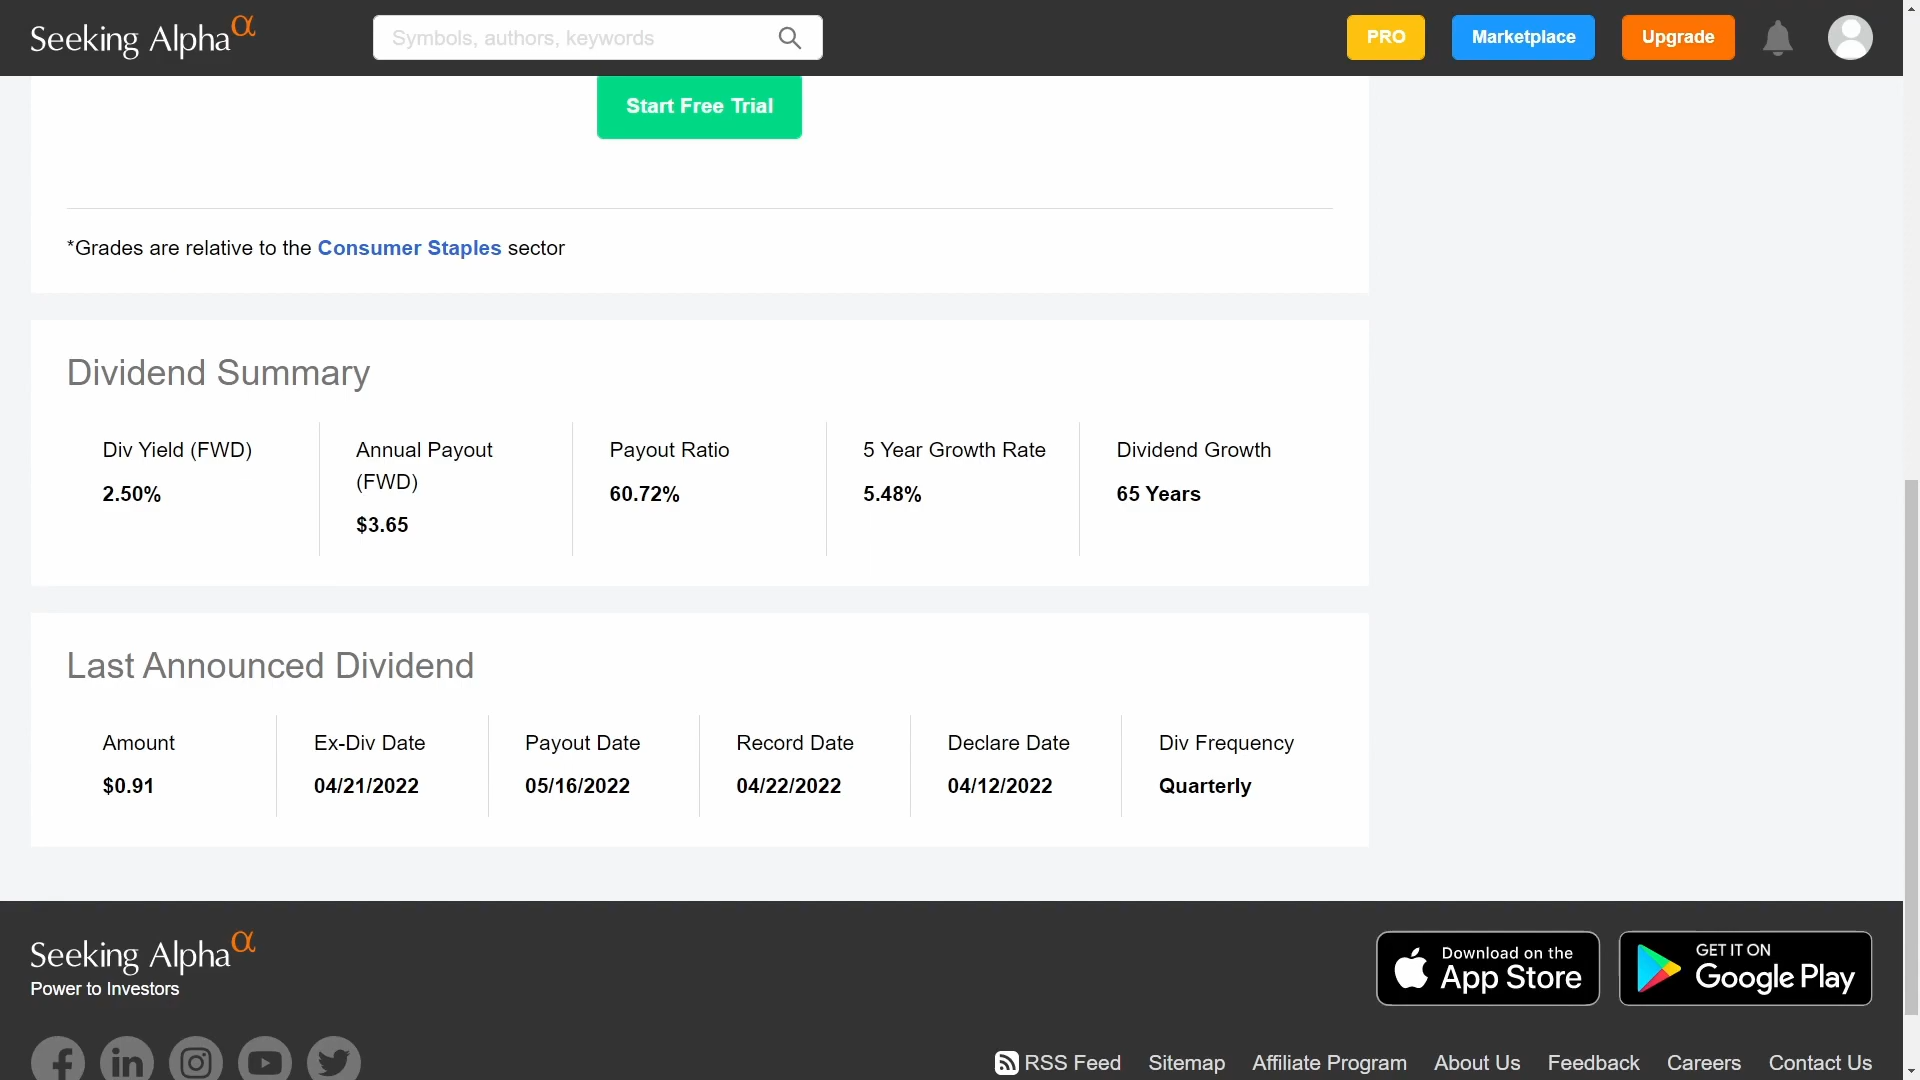 Seeking Alpha α
Symbols, authors, keywords
PRO
Marketplace
Upgrade
Start Free Trial
*Grades are relative to the Consumer Staples sector
Dividend Summary
Div Yield (FWD)
2.50%
Annual Payout
(FWD)
$3.65
Payout Ratio
60.72%
5 Year Growth Rate
5.48%
Dividend Growth
65 Years
Last Announced Dividend
Amount
$0.91
Ex-Div Date
04/21/2022
Payout Date
05/16/2022
Record Date
04/22/2022
Declare Date
04/12/2022
Div Frequency
Quarterly
Seeking Alpha α
Power to Investors
Download on the
App Store
GET IT ON
Google Play
RSS Feed
Sitemap
Affiliate Program
About Us
Feedback
Careers
Contact Us